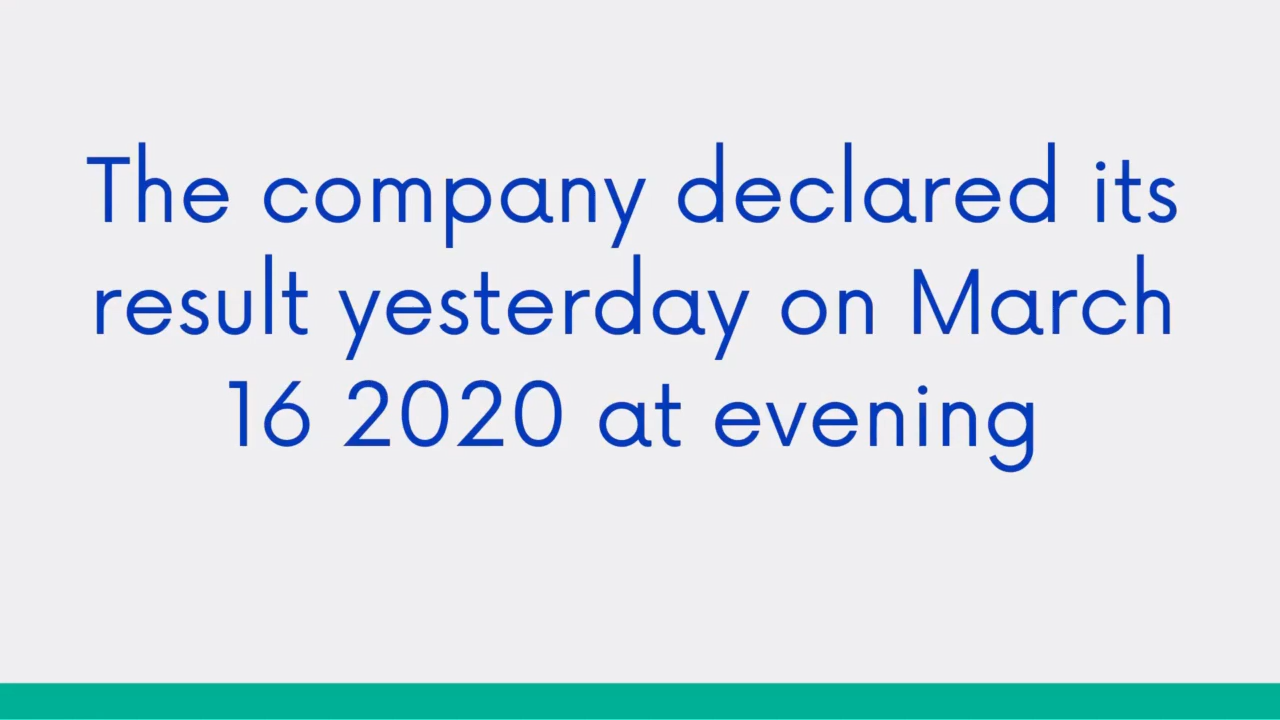 The company declared its
result yesterday on March
16 2020 at evening